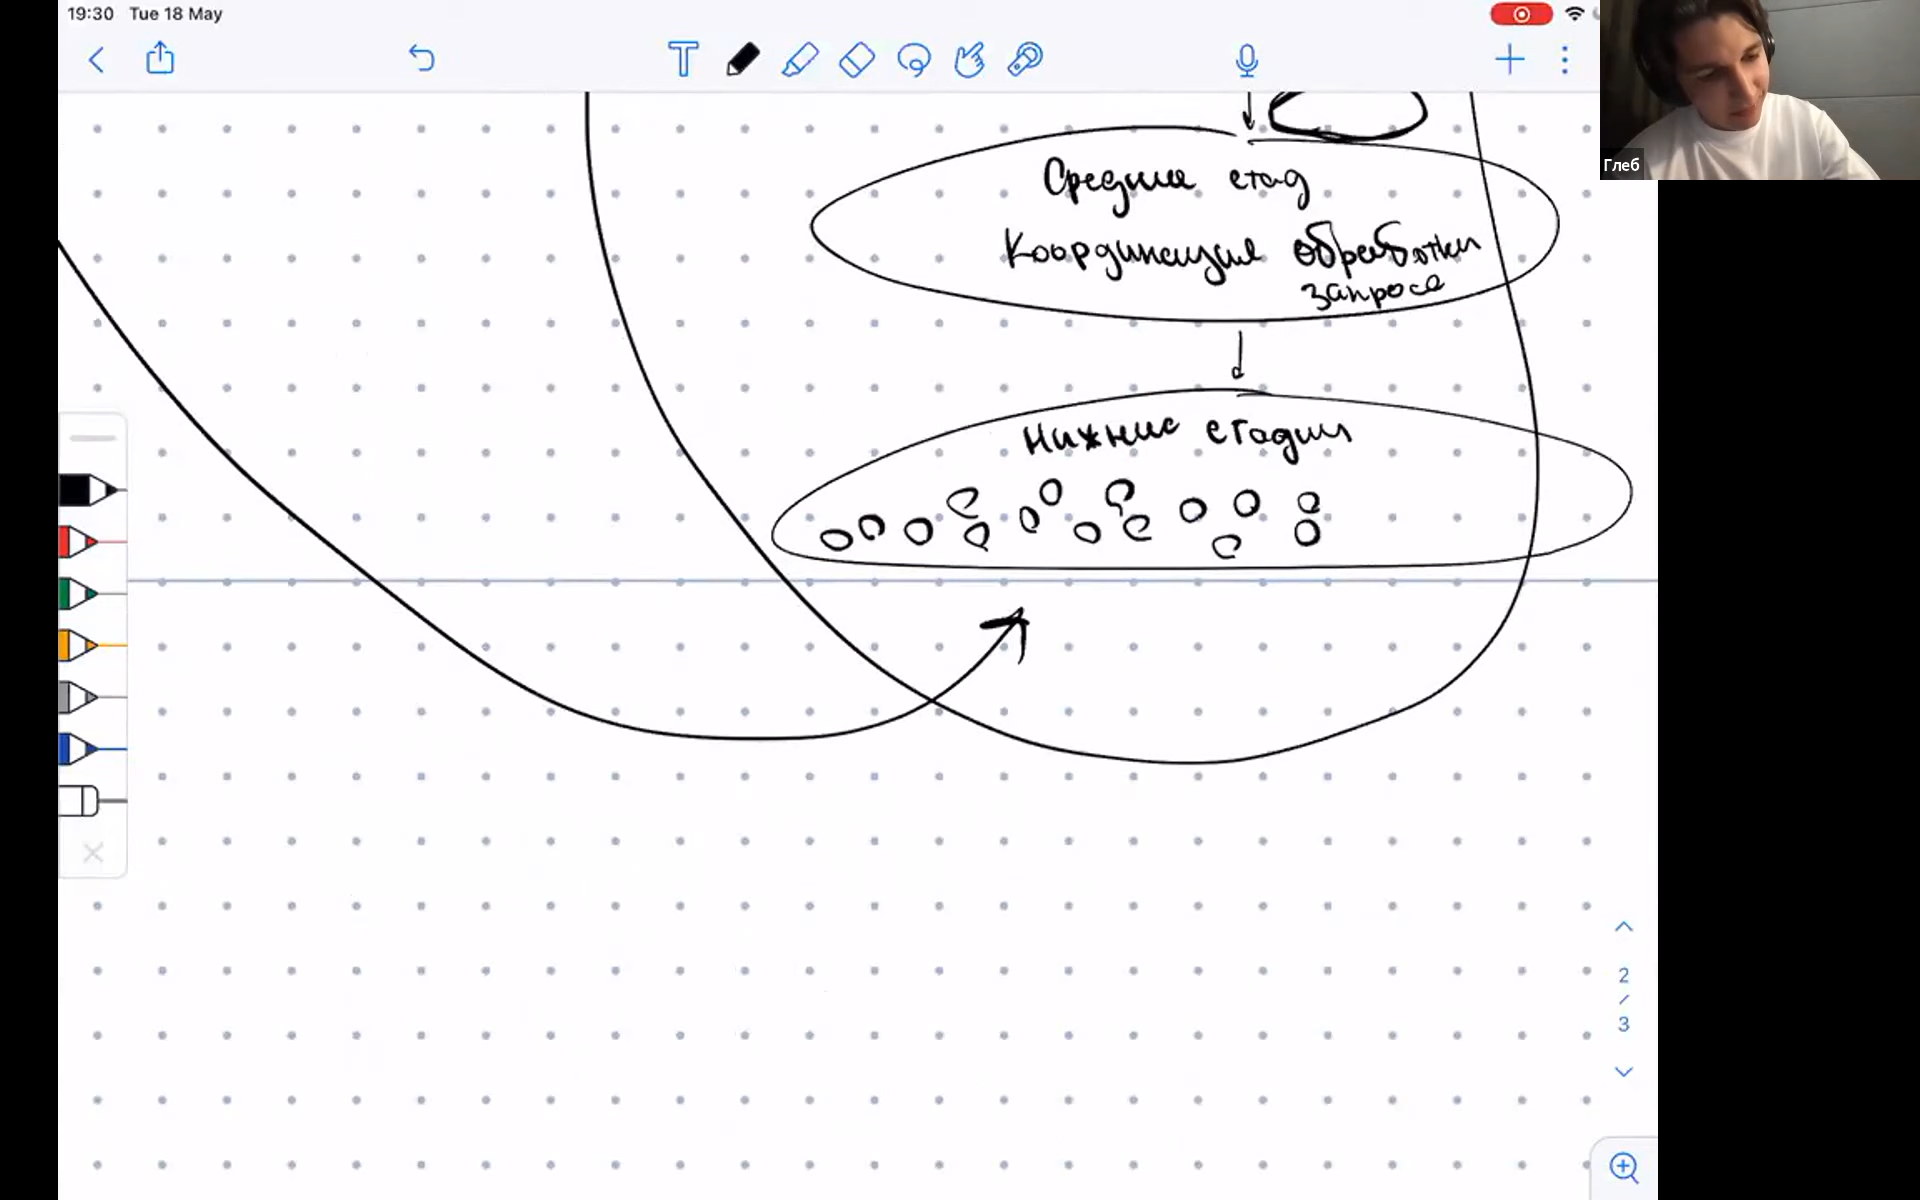 19:30 Tue 18 May
Глеб
Средние стад
Координация обработки
запроса
Нижние стадии
2
/
3